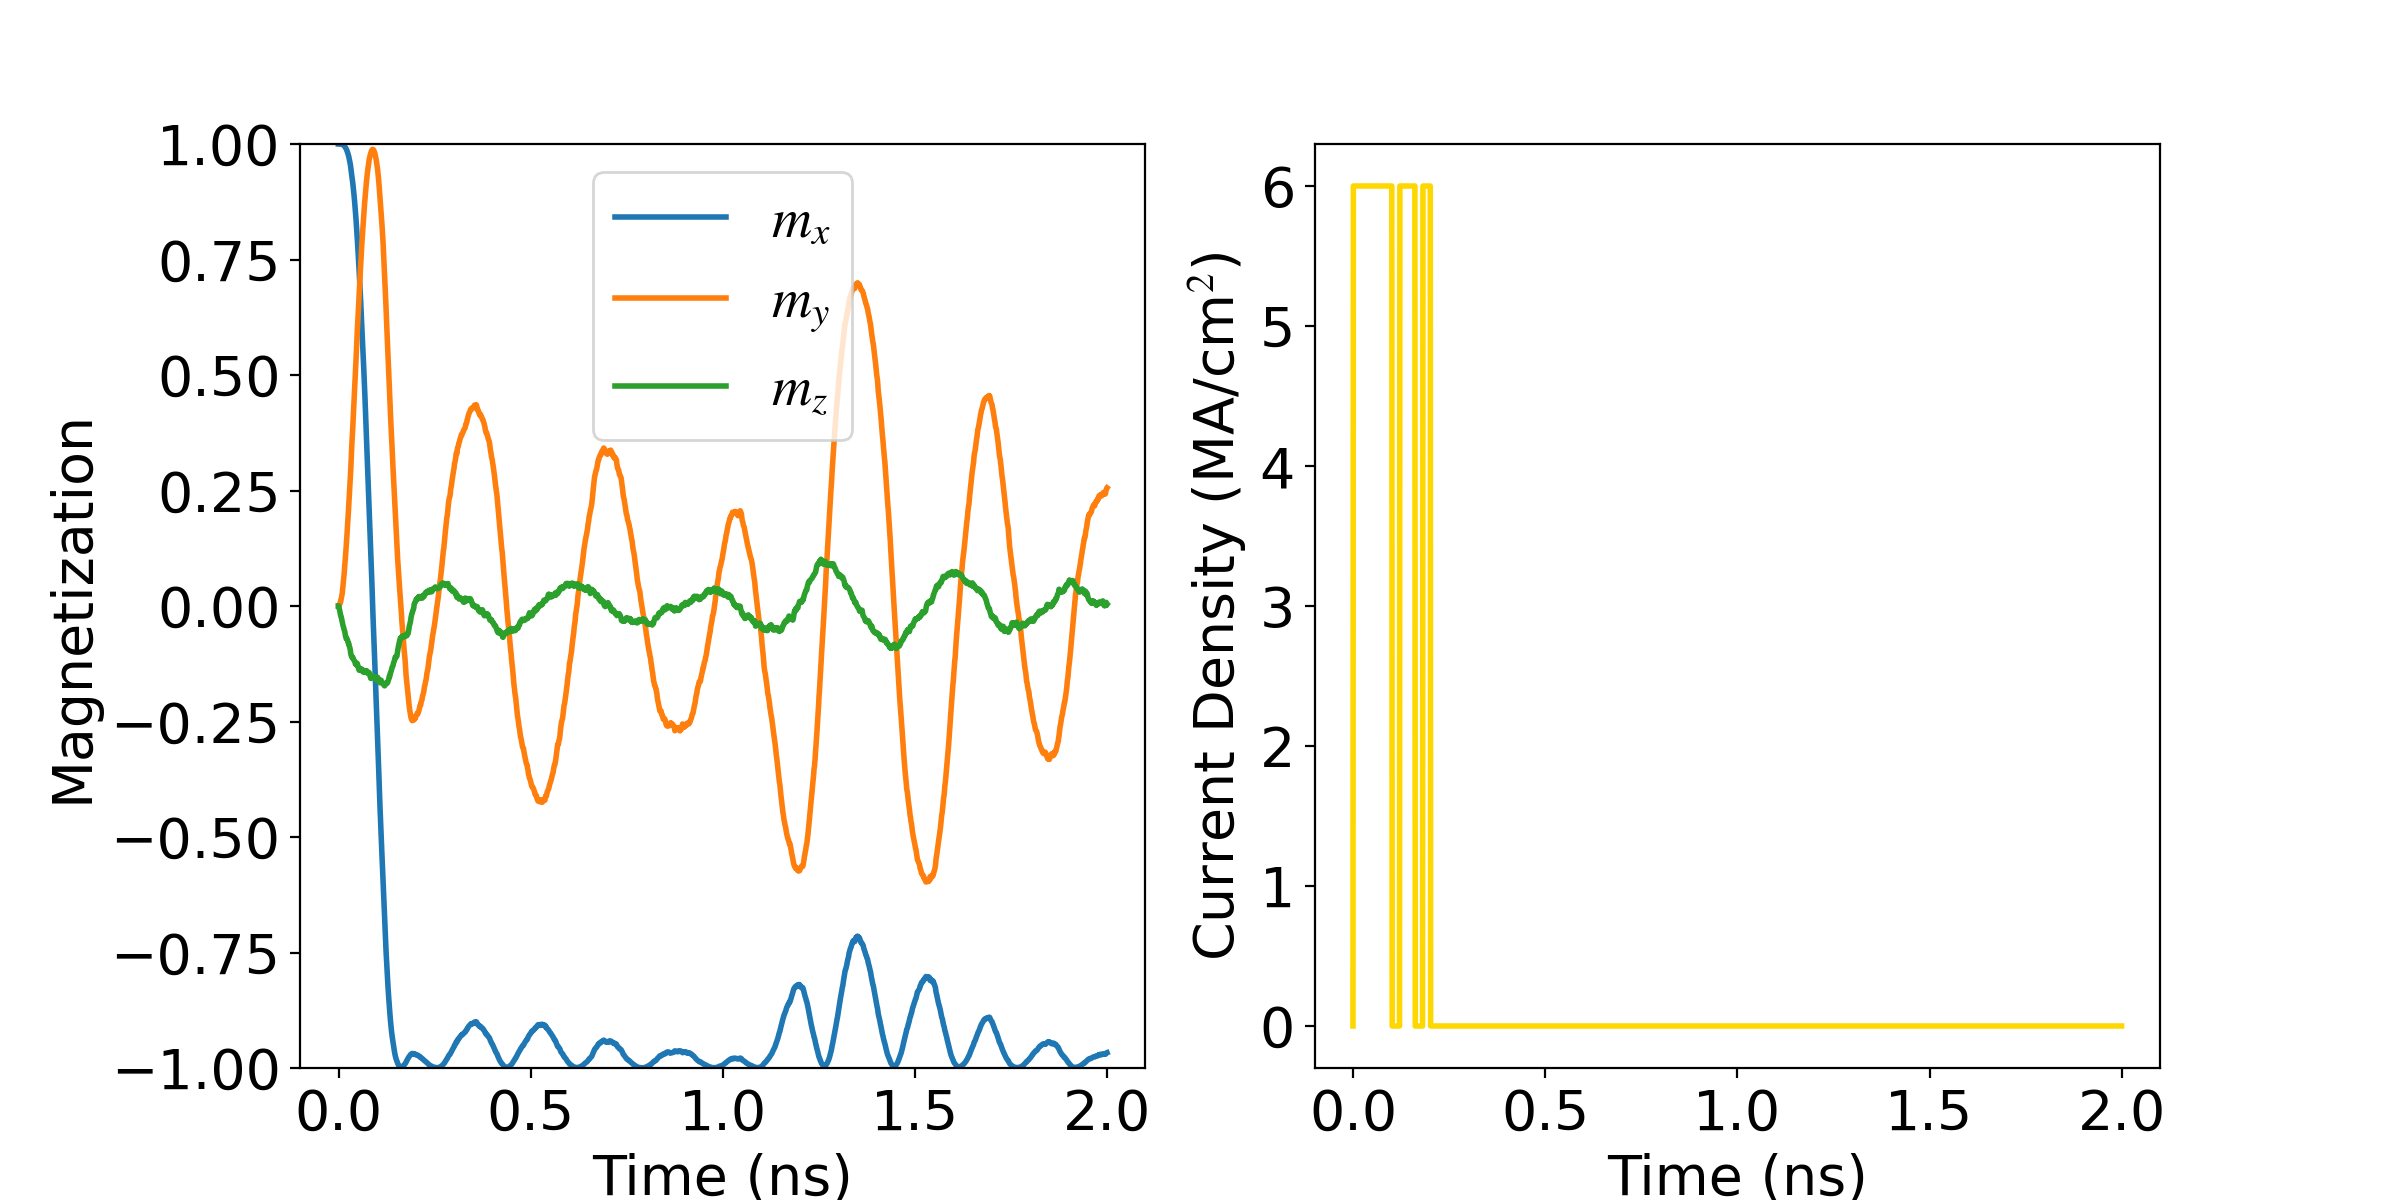 1.00
0.75
0.50
0.25
0.00
−0.25
−0.50
−0.75
−1.00
Magnetization
0.0 0.5 1.0 1.5 2.0
Time (ns)
m_x
m_y
m_z
6
5
4
3
2
1
0
Current Density (MA/cm²)
0.0 0.5 1.0 1.5 2.0
Time (ns)